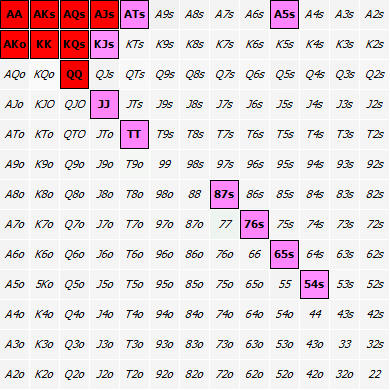 AA AKs AQs AJs ATs A9s A8s A7s A6s A5s A4s A3s A2s
AKo KK KQs KJs KTs K9s K8s K7s K6s K5s K4s K3s K2s
AQo KQo QQ QJs QTs Q9s Q8s Q7s Q6s Q5s Q4s Q3s Q2s
AJo KJO QJO JJ JTs J9s J8s J7s J6s J5s J4s J3s J2s
ATo KTo QTO JTo TT T9s T8s T7s T6s T5s T4s T3s T2s
A9o K9o Q9o J9o T9o 99 98s 97s 96s 95s 94s 93s 92s
A8o K8o Q8o J8o T8o 98o 88 87s 86s 85s 84s 83s 82s
A7o K7o Q7o J7o T7o 97o 87o 77 76s 75s 74s 73s 72s
A6o K6o Q6o J6o T6o 96o 86o 76o 66 65s 64s 63s 62s
A5o 5Ko Q5o J5o T5o 95o 85o 75o 65o 55 54s 53s 52s
A4o K4o Q4o J4o T4o 94o 84o 74o 64o 54o 44 43s 42s
A3o K3o Q3o J3o T3o 93o 83o 73o 63o 53o 43o 33 32s
A2o K2o Q2o J2o T2o 92o 82o 72o 62o 52o 42o 32o 22